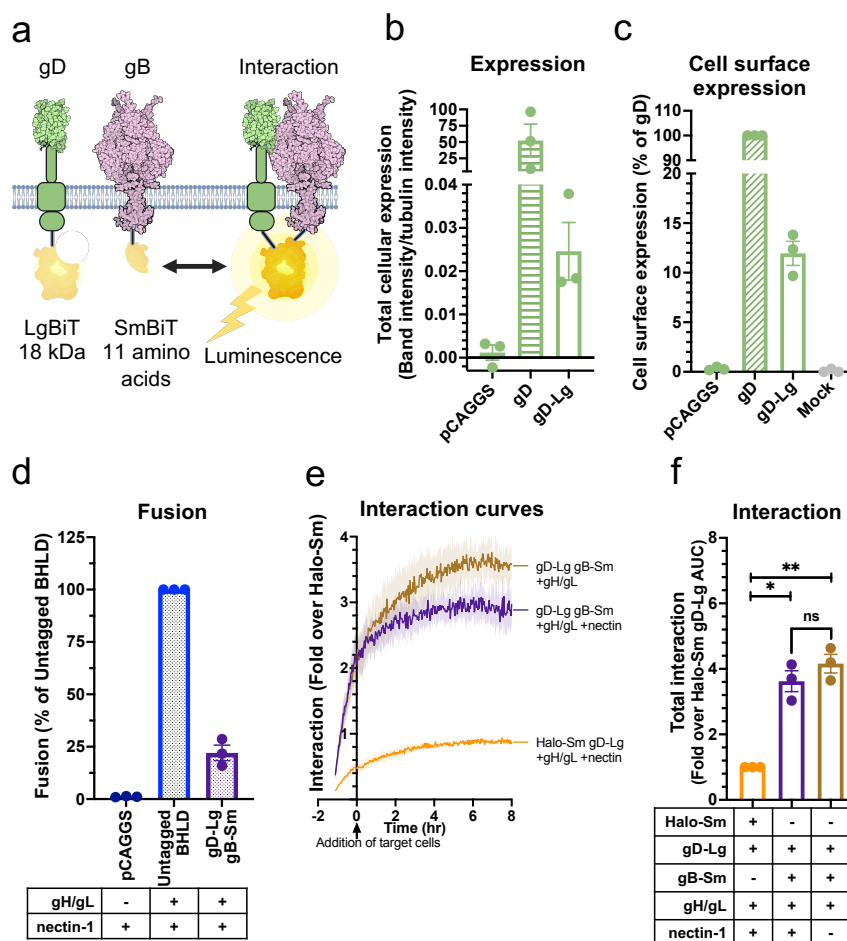 a
gD
gB
Interaction
LgBiT
18 kDa
SmBiT
11 amino
acids
Luminescence
b
Expression
Total cellular expression
(Band intensity/tubulin intensity)
100
75
50
25
0.04
0.03
0.02
0.01
0.00
pCAGGS
gD
gD-Lg
c
Cell surface
expression
Cell surface expression (% of gD)
120
100
20
15
10
5
0
pCAGGS
gD
gD-Lg
Mock
d
Fusion
Fusion (% of Untagged BHLD)
125
100
75
50
25
0
pCAGGS
Untagged
BHLD
gD-Lg
gB-Sm
gH/gL - + +
nectin-1 + + +
e
Interaction curves
Interaction (Fold over Halo-Sm)
4
3
2
1
-2 0 2 4 6 8
Time (hr)
Addition of target cells
gD-Lg gB-Sm
+gH/gL
gD-Lg gB-Sm
+gH/gL +nectin
Halo-Sm gD-Lg
+gH/gL +nectin
f
Interaction
Total interaction
(Fold over Halo-Sm gD-Lg AUC)
8
6
4
2
0
**
*
ns
Halo-Sm + - -
gD-Lg + + +
gB-Sm - + +
gH/gL + + +
nectin-1 + + -